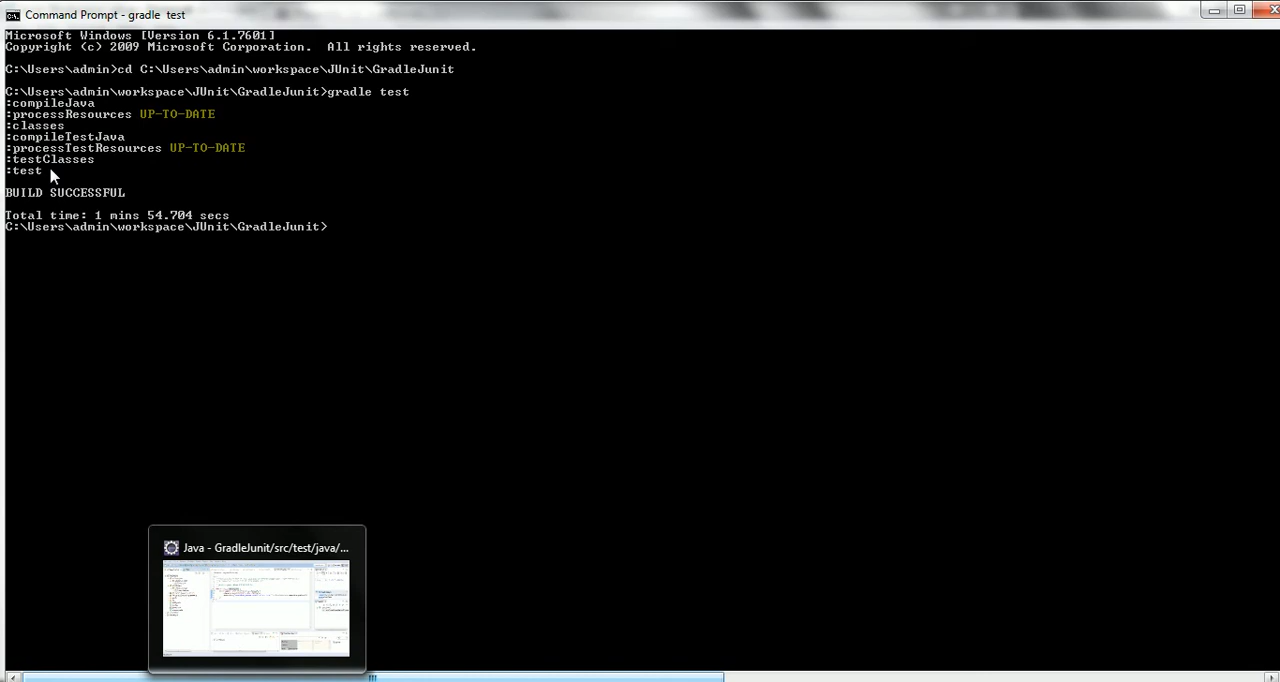 Command Prompt - gradle  test
Microsoft Windows [Version 6.1.7601]
Copyright (c) 2009 Microsoft Corporation.  All rights reserved.
C:\Users\admin>cd C:\Users\admin\workspace\JUnit\GradleJunit
C:\Users\admin\workspace\JUnit\GradleJunit>gradle test
:compileJava
:processResources UP-TO-DATE
:classes
:compileTestJava
:processTestResources UP-TO-DATE
:testClasses
:test
BUILD SUCCESSFUL
Total time: 1 mins 54.704 secs
C:\Users\admin\workspace\JUnit\GradleJunit>
Java - GradleJunit/src/test/java/...